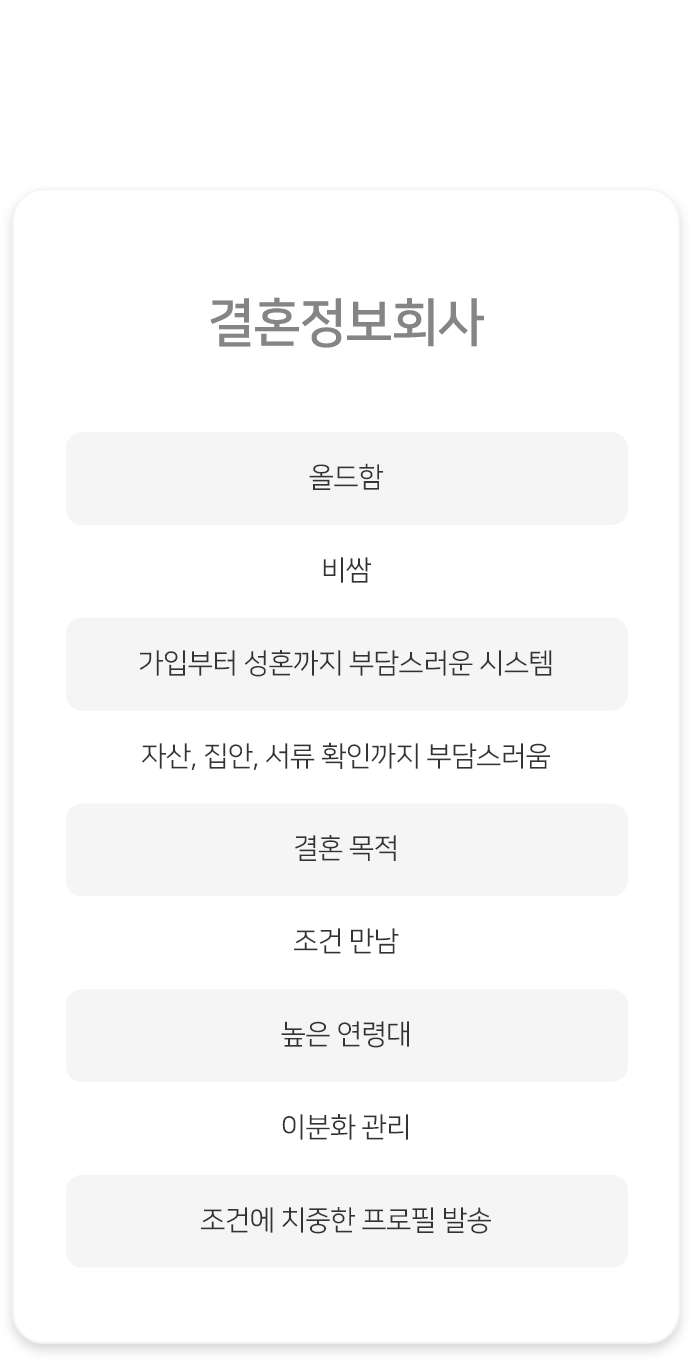 결혼정보회사
올드함
비쌈
가입부터 성혼까지 부담스러운 시스템
자산, 집안, 서류 확인까지 부담스러움
결혼 목적
조건 만남
높은 연령대
이분화 관리
조건에 치중한 프로필 발송